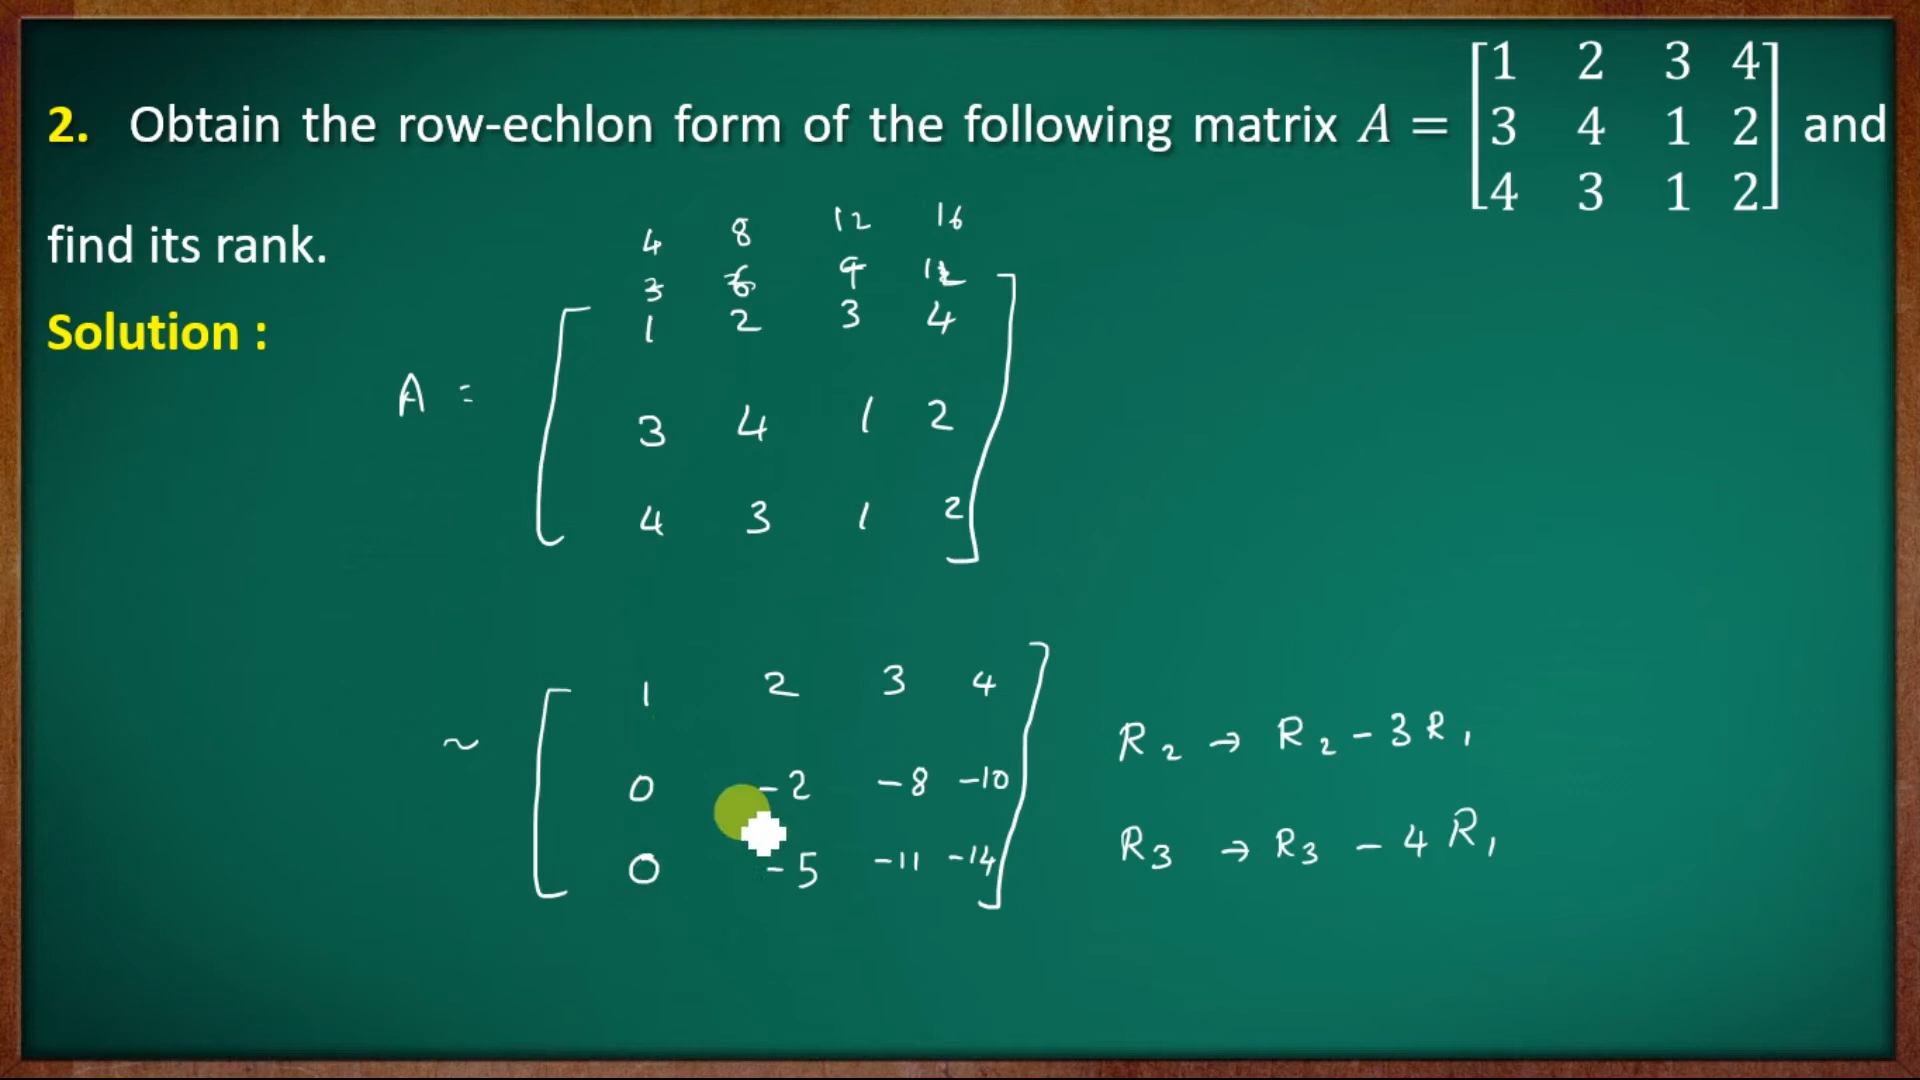 2. Obtain the row-echlon form of the following matrix A = [1 2 3 4] and
[3 4 1 2]
[4 3 1 2]
find its rank.
Solution :
4 8 12 16
3 6 9 12
A = [1 2 3 4]
[3 4 1 2]
[4 3 1 2]
~ [1 2 3 4]
[0 -2 -8 -10] R2 → R2 - 3R1
[0 -5 -11 -14] R3 → R3 - 4R1